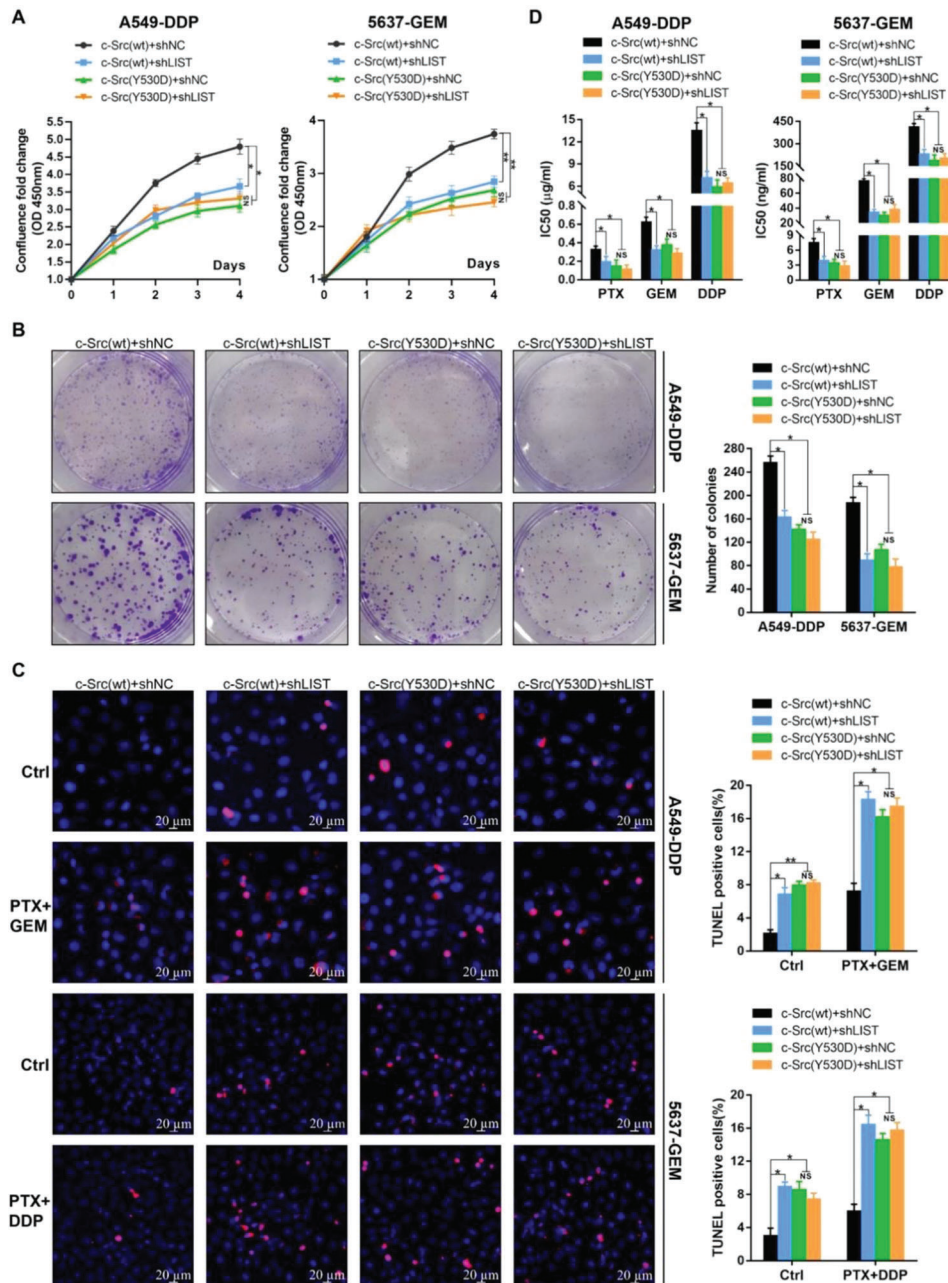 A
A549-DDP
c-Src(wt)+shNC
c-Src(wt)+shLIST
c-Src(Y530D)+shNC
c-Src(Y530D)+shLIST
Confluence fold change
(OD 450nm)
5.0
4.5
4.0
3.5
3.0
2.5
2.0
1.5
1.0
*
*
NS
Days
0 1 2 3 4
5637-GEM
c-Src(wt)+shNC
c-Src(wt)+shLIST
c-Src(Y530D)+shNC
c-Src(Y530D)+shLIST
Confluence fold change
(OD 450nm)
4
3
2
1
**
**
NS
Days
0 1 2 3 4
D
A549-DDP
c-Src(wt)+shNC
c-Src(wt)+shLIST
c-Src(Y530D)+shNC
c-Src(Y530D)+shLIST
IC50 (µg/ml)
15
12
9
6
0.8
0.6
0.4
0.2
0.0
* * NS
* * NS
* * NS
PTX GEM DDP
5637-GEM
c-Src(wt)+shNC
c-Src(wt)+shLIST
c-Src(Y530D)+shNC
c-Src(Y530D)+shLIST
IC50 (ng/ml)
450
300
150
80
60
40
20
9
6
3
0
* * NS
* * NS
* * NS
PTX GEM DDP
B
c-Src(wt)+shNC c-Src(wt)+shLIST c-Src(Y530D)+shNC c-Src(Y530D)+shLIST
A549-DDP
5637-GEM
c-Src(wt)+shNC
c-Src(wt)+shLIST
c-Src(Y530D)+shNC
c-Src(Y530D)+shLIST
Number of colonies
280
240
200
160
120
80
40
0
* * NS
* * NS
A549-DDP 5637-GEM
C
c-Src(wt)+shNC c-Src(wt)+shLIST c-Src(Y530D)+shNC c-Src(Y530D)+shLIST
Ctrl
20 µm 20 µm 20 µm 20 µm
PTX+
GEM
20 µm 20 µm 20 µm 20 µm
A549-DDP
Ctrl
20 µm 20 µm 20 µm 20 µm
PTX+
DDP
20 µm 20 µm 20 µm 20 µm
5637-GEM
c-Src(wt)+shNC
c-Src(wt)+shLIST
c-Src(Y530D)+shNC
c-Src(Y530D)+shLIST
TUNEL positive cells(%)
20
16
12
8
4
0
* ** NS
* * NS
Ctrl PTX+GEM
c-Src(wt)+shNC
c-Src(wt)+shLIST
c-Src(Y530D)+shNC
c-Src(Y530D)+shLIST
TUNEL positive cells(%)
20
16
12
8
4
0
* * NS
* * NS
Ctrl PTX+DDP